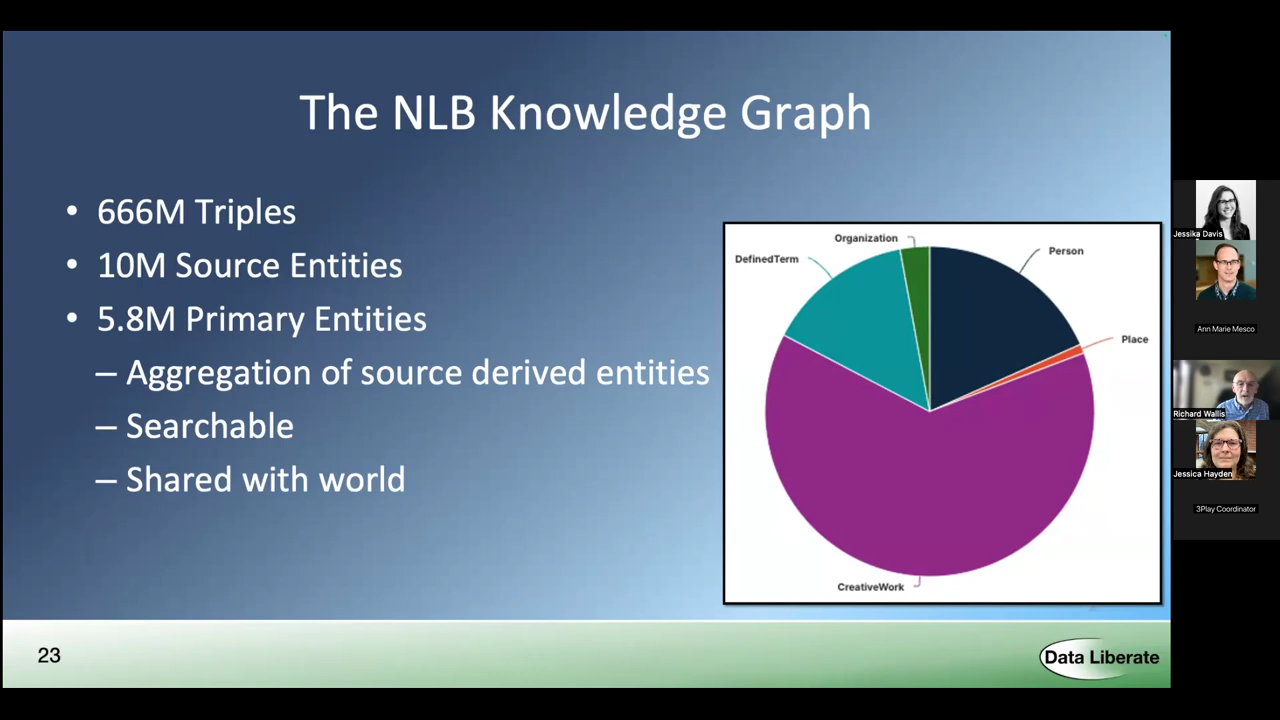 The NLB Knowledge Graph
• 666M Triples
• 10M Source Entities
• 5.8M Primary Entities
– Aggregation of source derived entities
– Searchable
– Shared with world
Organization
DefinedTerm
Person
Place
CreativeWork
23
Data Liberate
Jessika Davis
Ann Marie Mesco
Richard Wallis
Jessica Hayden
3Play Coordinator